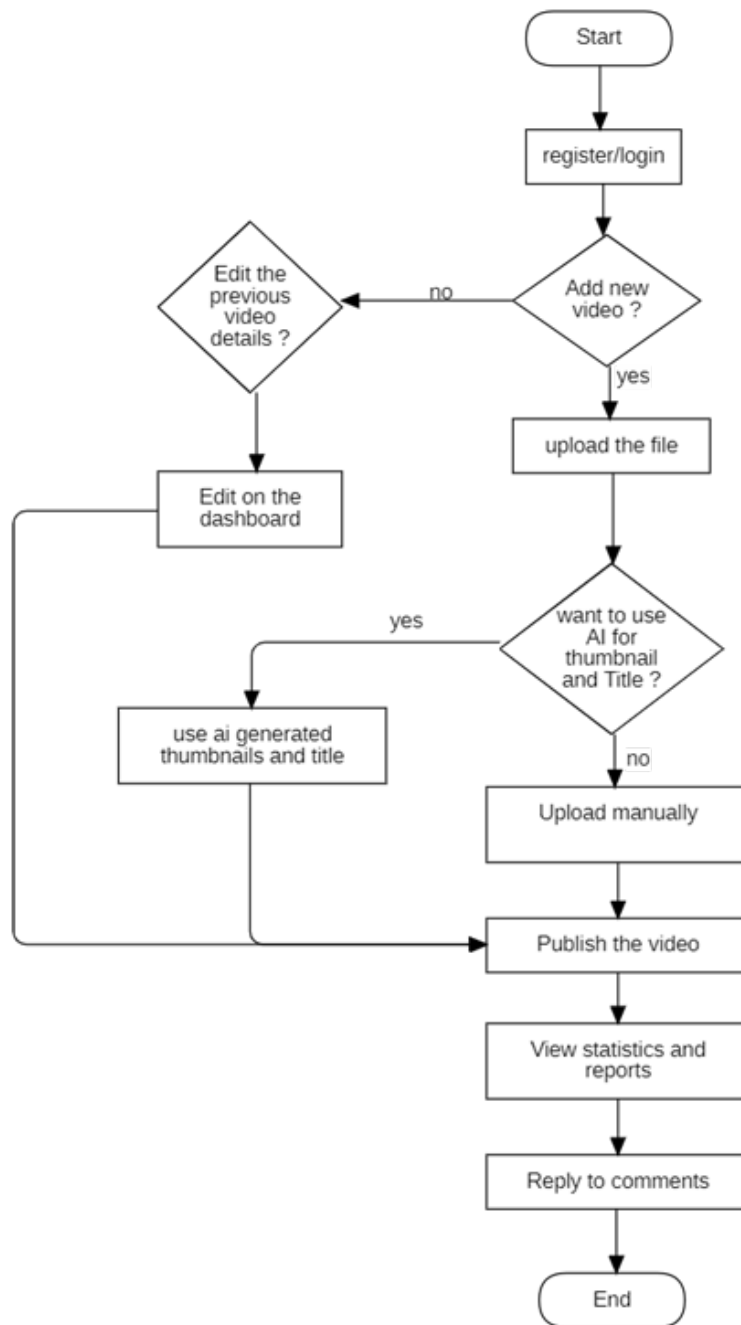 Start
register/login
Add new
video ?
no
Edit the
previous
video
details ?
yes
upload the file
Edit on the
dashboard
want to use
AI for
thumbnail
and Title ?
yes
use ai generated
thumbnails and title
no
Upload manually
Publish the video
View statistics and
reports
Reply to comments
End